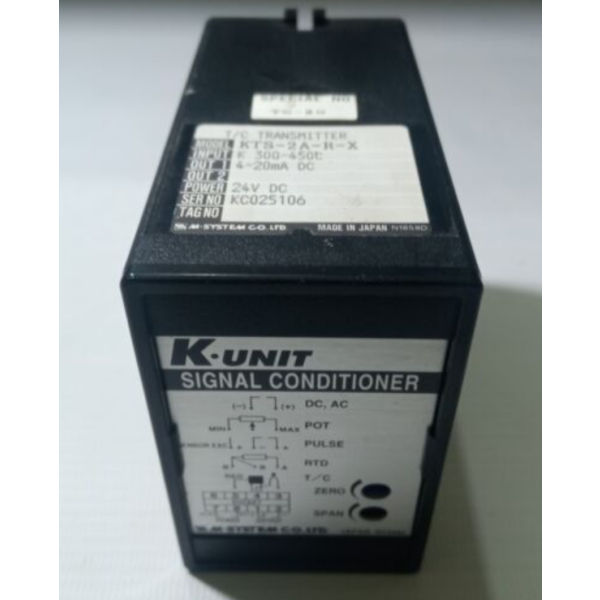 SPECIAL NO
T/C TRANSMITTER
MODEL KTS-2A-R-X
INPUT K 300-450℃
OUT 1 4-20mA DC
OUT 2
POWER 24V DC
SER NO KC025106
TAG NO
M-SYSTEM CO.,LTD. MADE IN JAPAN
K·UNIT
SIGNAL CONDITIONER
(-) (+) DC, AC
MIN MAX POT
PULSE
B B A RTD
T/C
ZERO
SPAN
M-SYSTEM CO.,LTD.